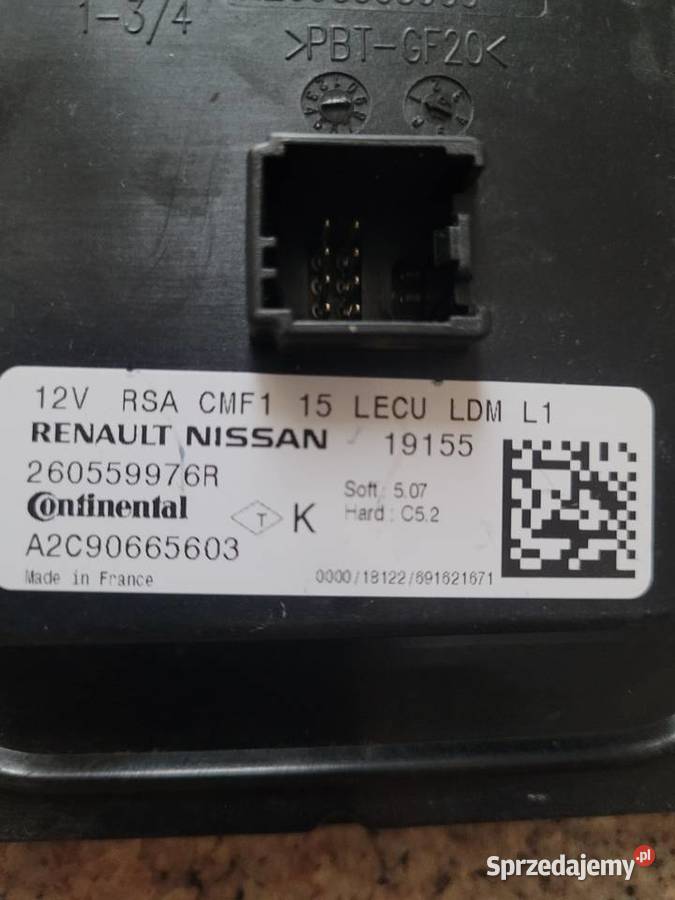 1-3/4
>PBT-GF20<
12V RSA CMF1 15 LECU LDM L1
RENAULT NISSAN 19155
260559976R
Soft : 5.07
Continental
T K
Hard : C5.2
A2C90665603
Made in France
0000/18122/691621671
Sprzedajemy.pl